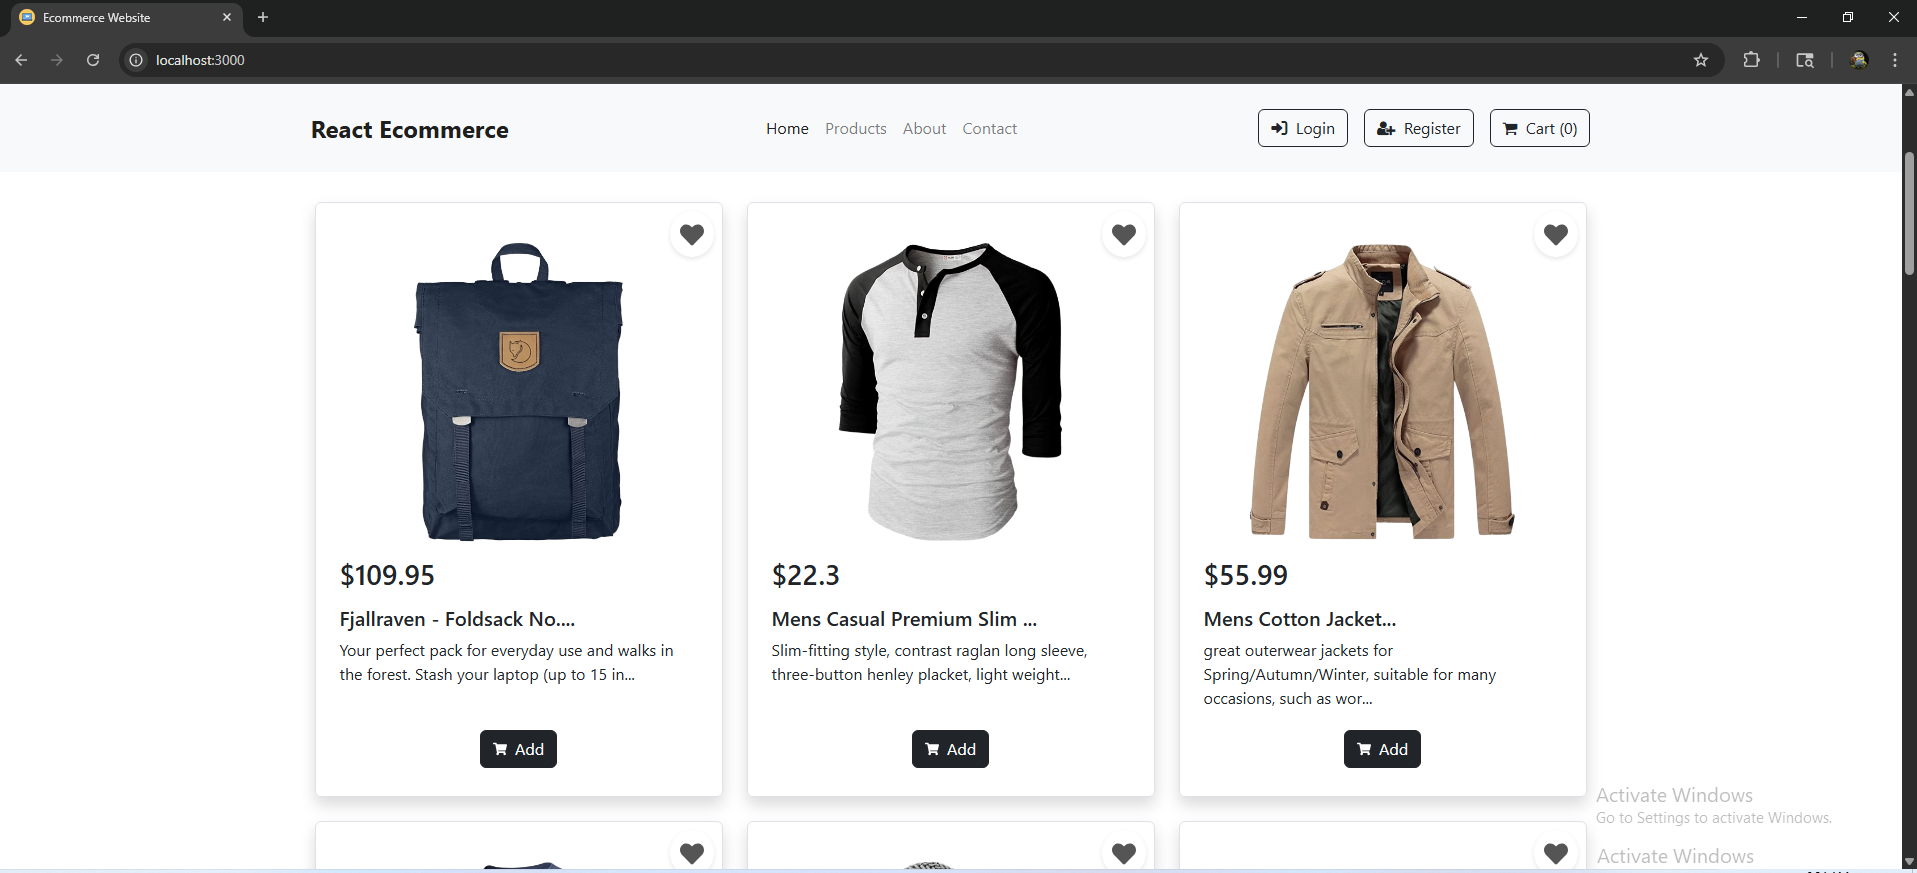 Ecommerce Website
localhost:3000
React Ecommerce
Home Products About Contact
Login Register Cart (0)
$109.95
Fjallraven - Foldsack No....
Your perfect pack for everyday use and walks in
the forest. Stash your laptop (up to 15 in...
Add
$22.3
Mens Casual Premium Slim ...
Slim-fitting style, contrast raglan long sleeve,
three-button henley placket, light weight...
Add
$55.99
Mens Cotton Jacket...
great outerwear jackets for
Spring/Autumn/Winter, suitable for many
occasions, such as wor...
Add
Activate Windows
Go to Settings to activate Windows.
Activate Windows